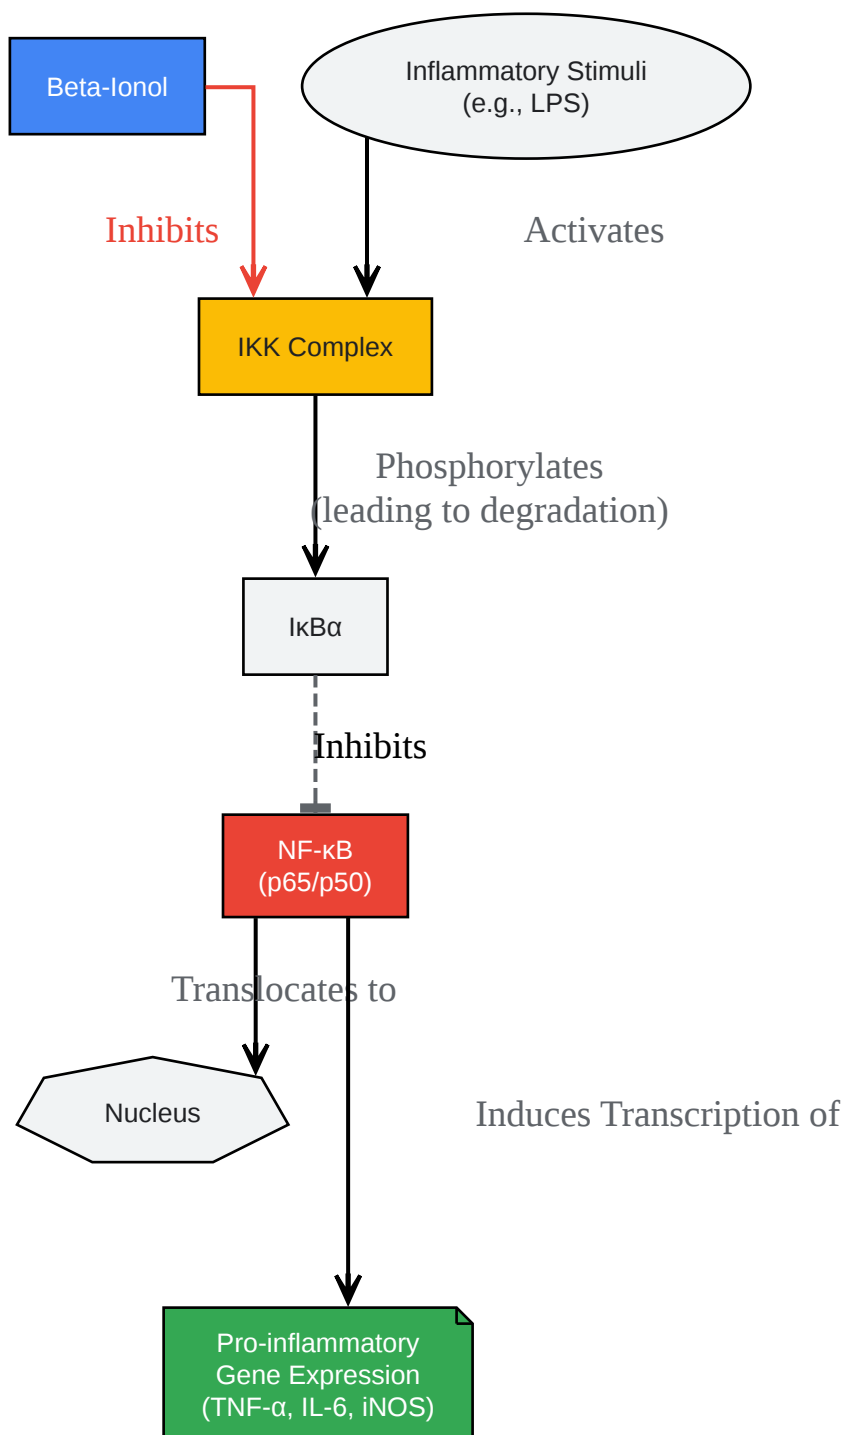 Beta-Ionol
Inflammatory Stimuli
(e.g., LPS)
Inhibits
Activates
IKK Complex
Phosphorylates
(leading to degradation)
IκBα
Inhibits
NF-κB
(p65/p50)
Translocates to
Nucleus
Induces Transcription of
Pro-inflammatory
Gene Expression
(TNF-α, IL-6, iNOS)